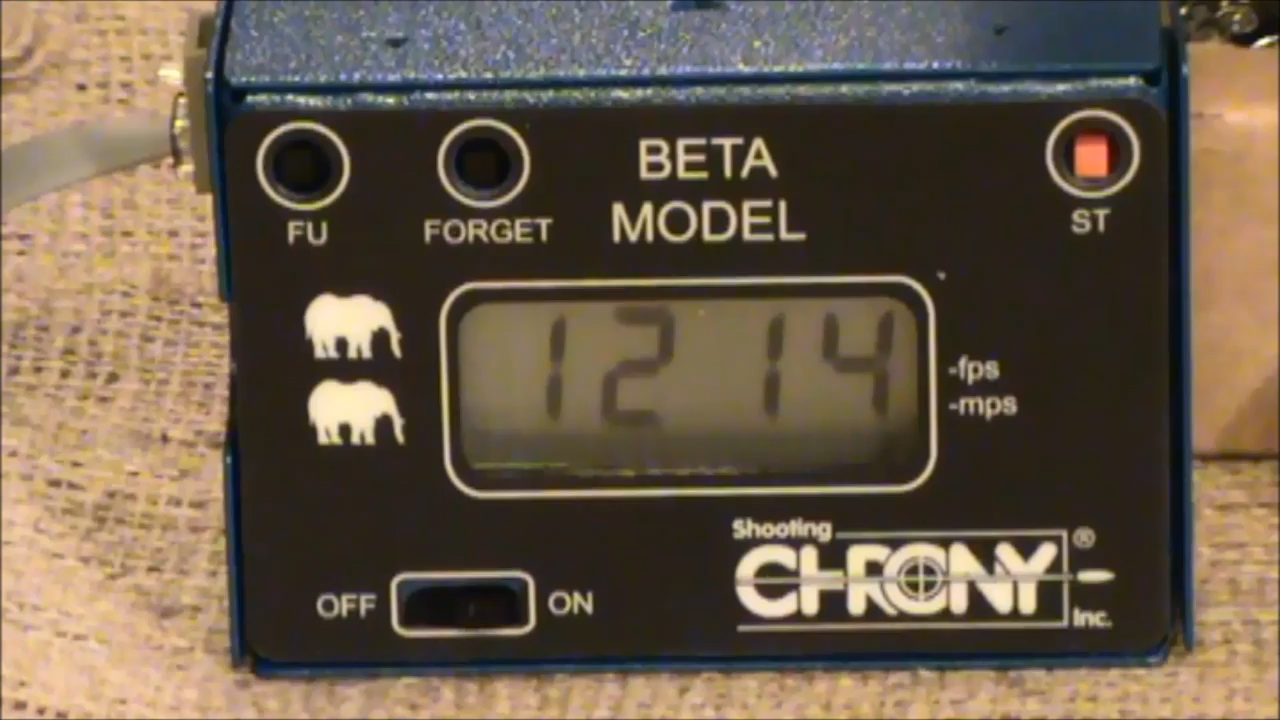 BETA
MODEL
FU
FORGET
ST
1214
-fps
-mps
OFF
ON
Shooting
CHRONY®
Inc.